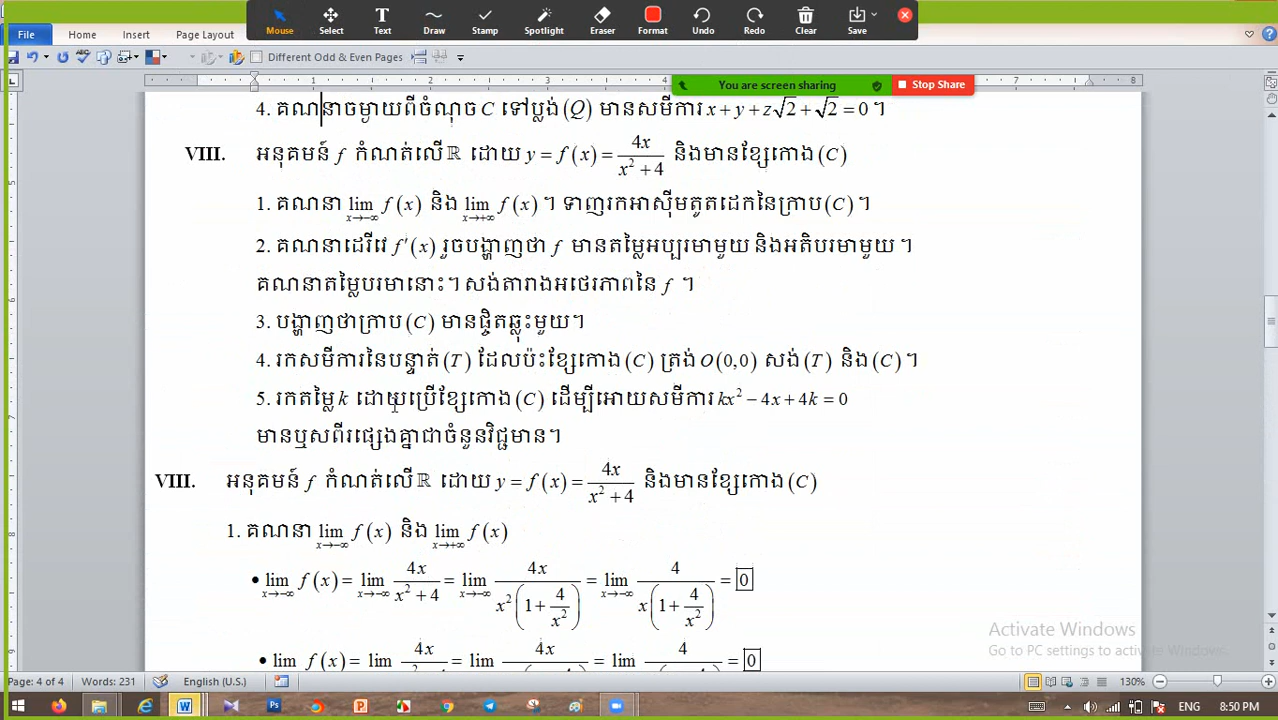 Mouse Select Text Draw Stamp Spotlight Eraser Format Undo Redo Clear Save
File Home Insert Page Layout
Different Odd & Even Pages
You are screen sharing Stop Share
4. គណនាចម្ងាយពីចំណុច C ទៅប្លង់ (Q) មានសមីការ x + y + z√2 + √2 = 0 ។
VIII. អនុគមន៍ f កំណត់លើ ℝ ដោយ y = f(x) = 4x/(x² + 4) និងមានខ្សែកោង (C)
1. គណនា lim x→−∞ f(x) និង lim x→+∞ f(x) ។ ទាញរកអាស៊ីមតូតដេកនៃក្រាប (C) ។
2. គណនាដេរីវេ f′(x) រួចបង្ហាញថា f មានតម្លៃអប្បរមាមួយ និងអតិបរមាមួយ ។
គណនាតម្លៃបរមានោះ។ សង់តារាងអថេរភាពនៃ f ។
3. បង្ហាញថាក្រាប (C) មានផ្ចិតឆ្លុះមួយ។
4. រកសមីការនៃបន្ទាត់ (T) ដែលប៉ះខ្សែកោង (C) ត្រង់ O(0,0) សង់ (T) និង (C) ។
5. រកតម្លៃ k ដោយប្រើខ្សែកោង (C) ដើម្បីអោយសមីការ kx² − 4x + 4k = 0
មានឬសពីរផ្សេងគ្នាជាចំនួនវិជ្ជមាន។
VIII. អនុគមន៍ f កំណត់លើ ℝ ដោយ y = f(x) = 4x/(x² + 4) និងមានខ្សែកោង (C)
1. គណនា lim x→−∞ f(x) និង lim x→+∞ f(x)
• lim x→−∞ f(x) = lim x→−∞ 4x/(x² + 4) = lim x→−∞ 4x/(x²(1 + 4/x²)) = lim x→−∞ 4/(x(1 + 4/x²)) = 0
• lim f(x) = lim 4x = lim 4x = lim 4 = 0
Activate Windows
Go to PC settings to activate Windows.
Page: 4 of 4 Words: 231 English (U.S.) 130%
8:50 PM